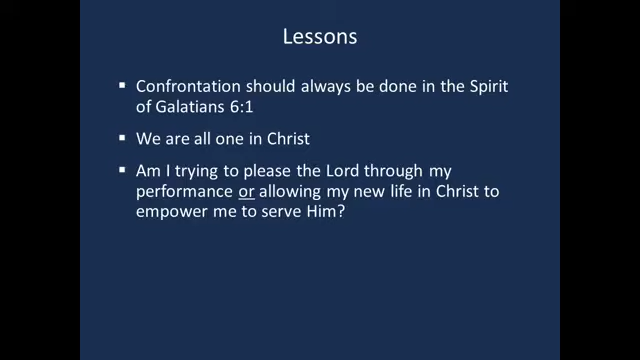 Lessons
▪ Confrontation should always be done in the Spirit
of Galatians 6:1
▪ We are all one in Christ
▪ Am I trying to please the Lord through my
performance or allowing my new life in Christ to
empower me to serve Him?